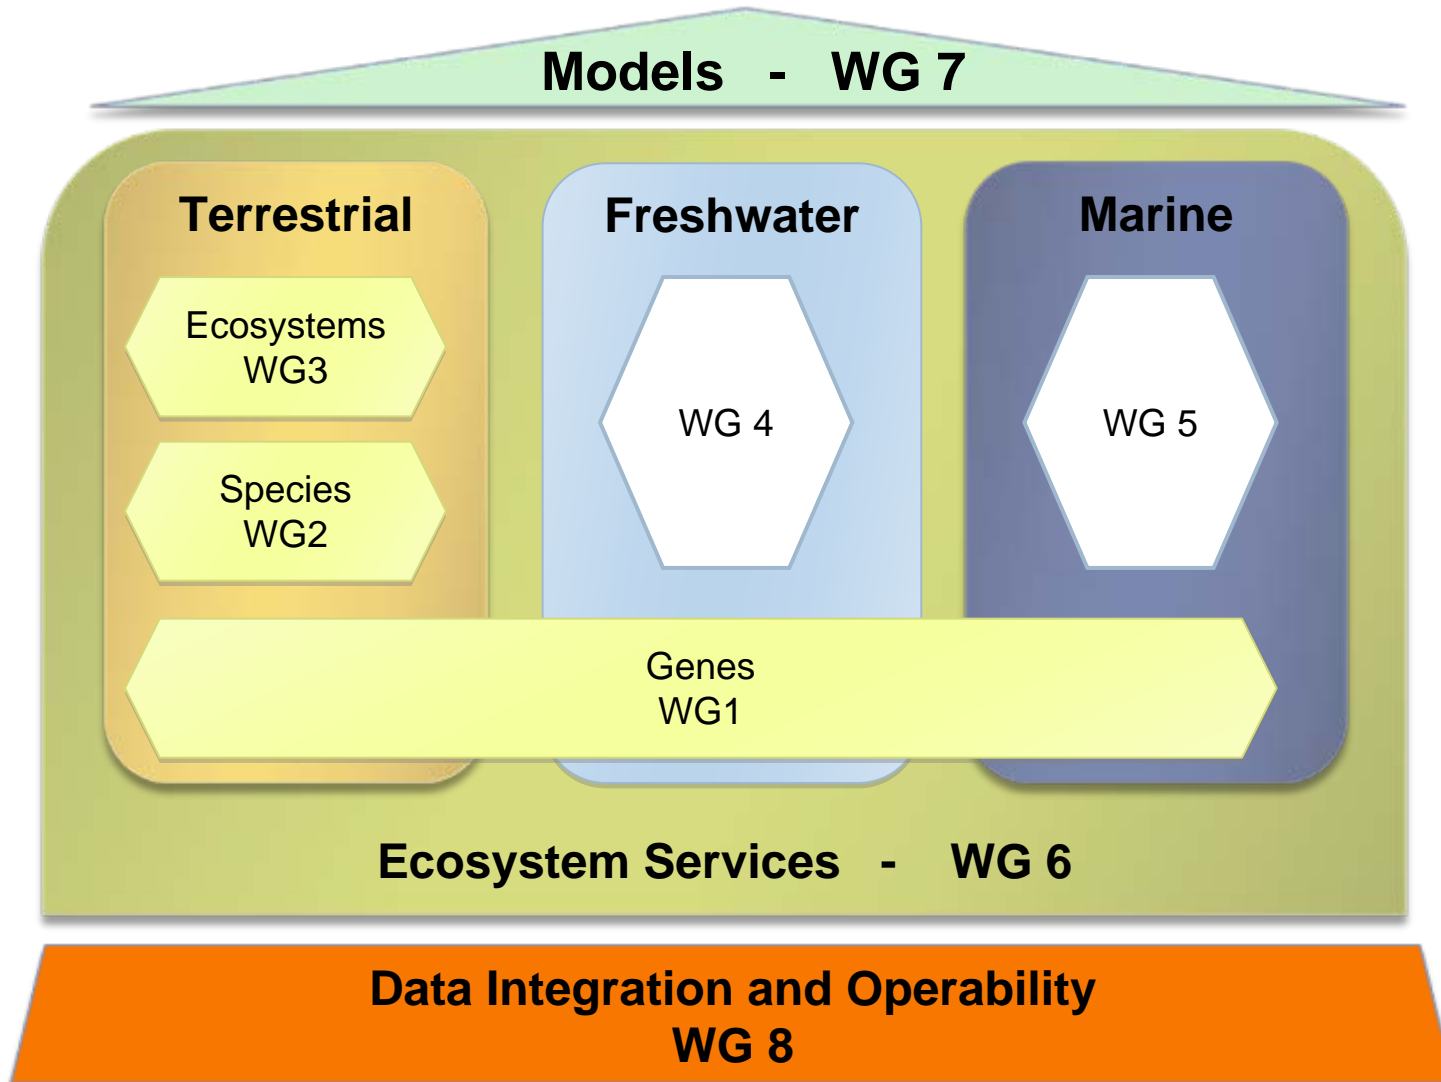 Models - WG 7
Terrestrial
Freshwater
Marine
Ecosystems
WG3
Species
WG2
WG 4
WG 5
Genes
WG1
Ecosystem Services - WG 6
Data Integration and Operability
WG 8